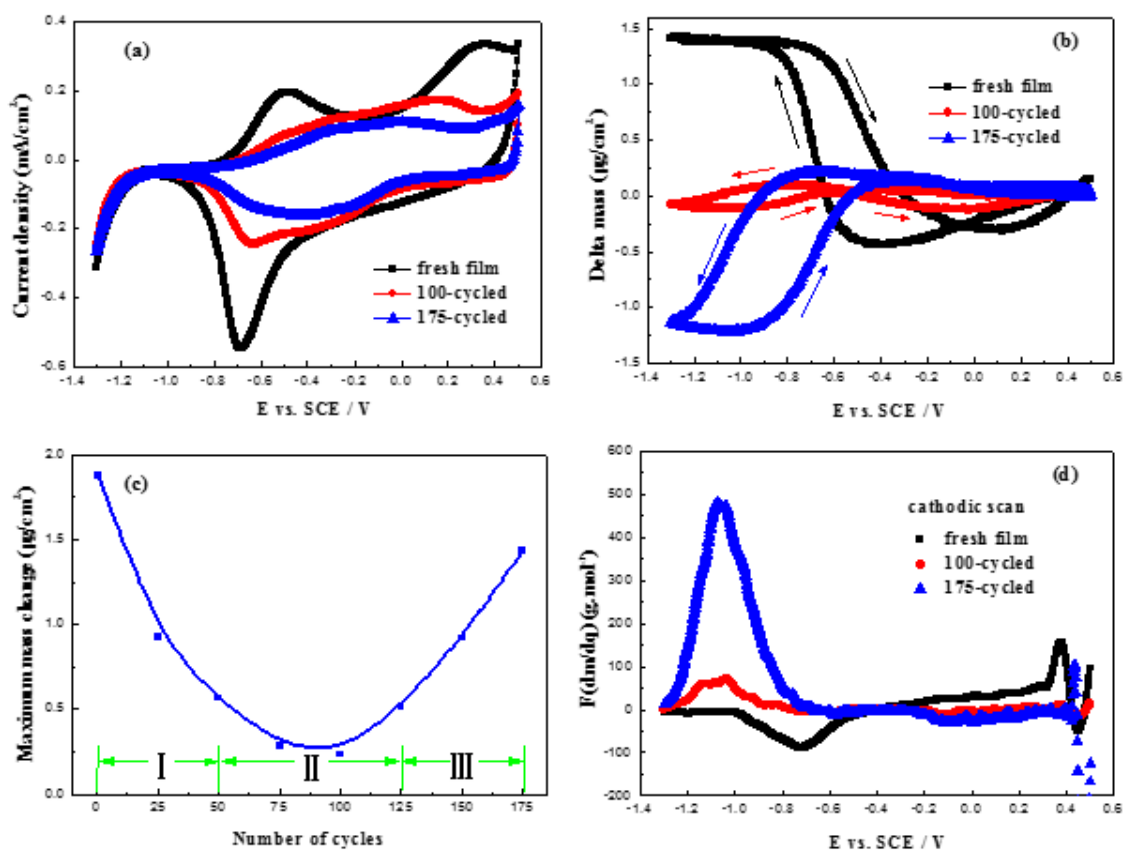 (a)
Current density (mA/cm²)
0.4
0.2
0.0
-0.2
-0.4
-0.6
fresh film
100-cycled
175-cycled
-1.4 -1.2 -1.0 -0.8 -0.6 -0.4 -0.2 0.0 0.2 0.4 0.6
E vs. SCE / V
(b)
Delta mass (µg/cm²)
1.5
1.0
0.5
0.0
-0.5
-1.0
-1.5
fresh film
100-cycled
175-cycled
-1.4 -1.2 -1.0 -0.8 -0.6 -0.4 -0.2 0.0 0.2 0.4 0.6
E vs. SCE / V
(c)
Maximum mass change (µg/cm²)
2.0
1.5
1.0
0.5
0.0
I II III
0 25 50 75 100 125 150 175
Number of cycles
(d)
F(dm/dq) (g.mol⁻¹)
600
500
400
300
200
100
0
-100
-200
cathodic scan
fresh film
100-cycled
175-cycled
-1.4 -1.2 -1.0 -0.8 -0.6 -0.4 -0.2 0.0 0.2 0.4 0.6
E vs. SCE / V